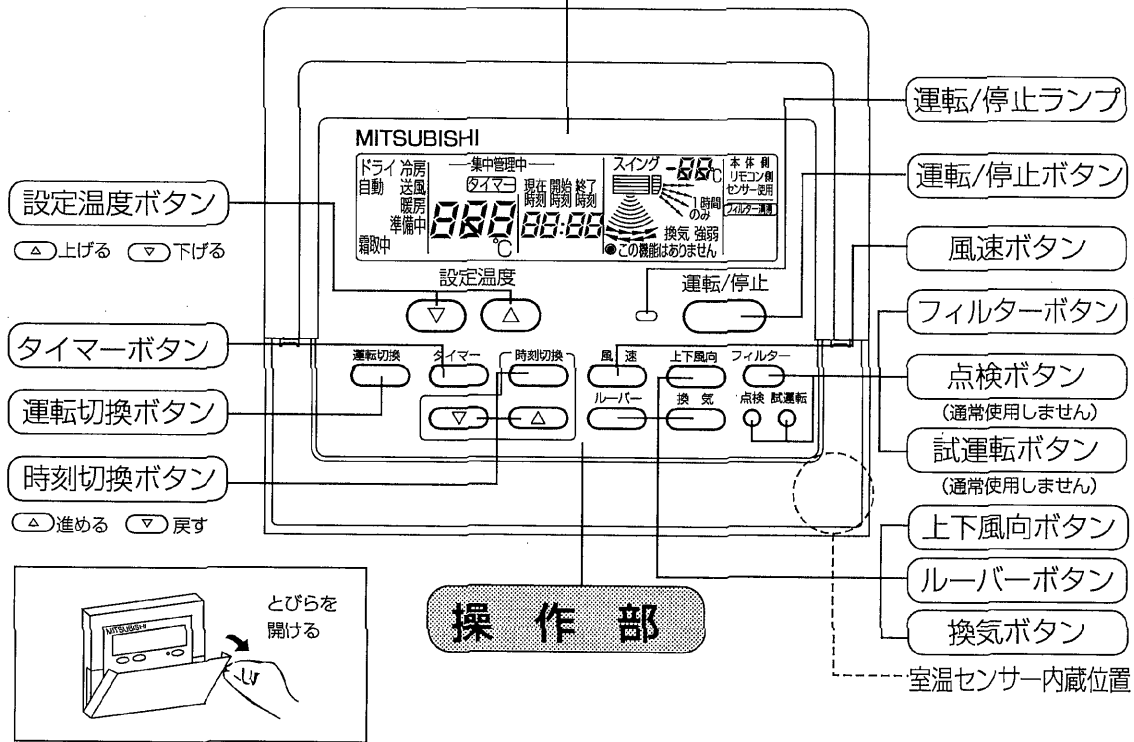 MITSUBISHI
ドライ 冷房
自動 送風
暖房
準備中
霜取中
集中管理中
タイマー
888
℃
現在 開始 終了
時刻 時刻 時刻
88:88
スイング
-88℃
1時間
のみ
換気 強弱
●この機能はありません
本体側
リモコン側
センサー使用
フィルター清掃
設定温度
▽ △
運転/停止
運転切換 タイマー 時刻切換 風速 上下風向 フィルター
▽ △ ルーバー 換気 点検 試運転
設定温度ボタン
△上げる ▽下げる
タイマーボタン
運転切換ボタン
時刻切換ボタン
△進める ▽戻す
運転/停止ランプ
運転/停止ボタン
風速ボタン
フィルターボタン
点検ボタン
(通常使用しません)
試運転ボタン
(通常使用しません)
上下風向ボタン
ルーバーボタン
換気ボタン
室温センサー内蔵位置
操作部
MITSUBISHI
とびらを
開ける